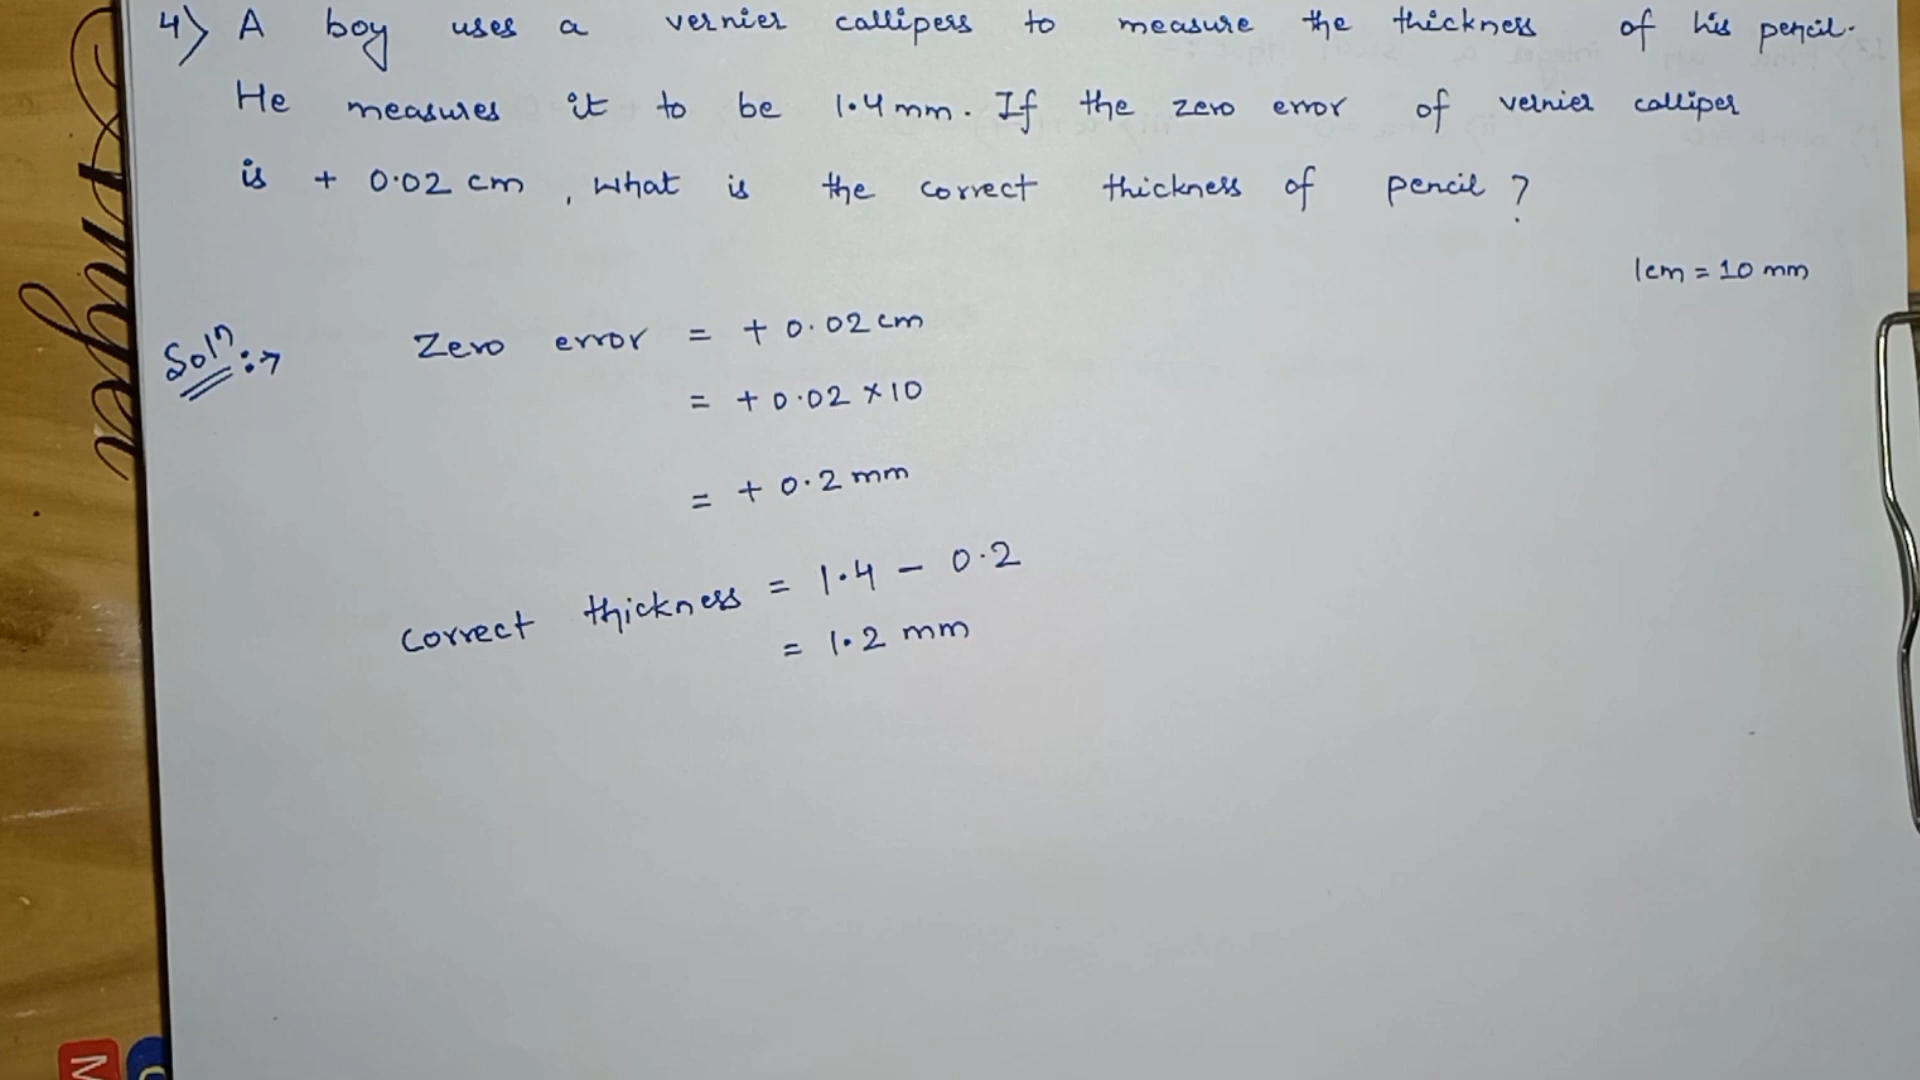 4) A boy uses a vernier callipers to measure the thickness of his pencil.
He measures it to be 1.4 mm. If the zero error of vernier calliper
is + 0.02 cm, what is the correct thickness of pencil ?
1cm = 10 mm
Soln :→ Zero error = + 0.02 cm
= + 0.02 × 10
= + 0.2 mm
correct thickness = 1.4 - 0.2
= 1.2 mm
M